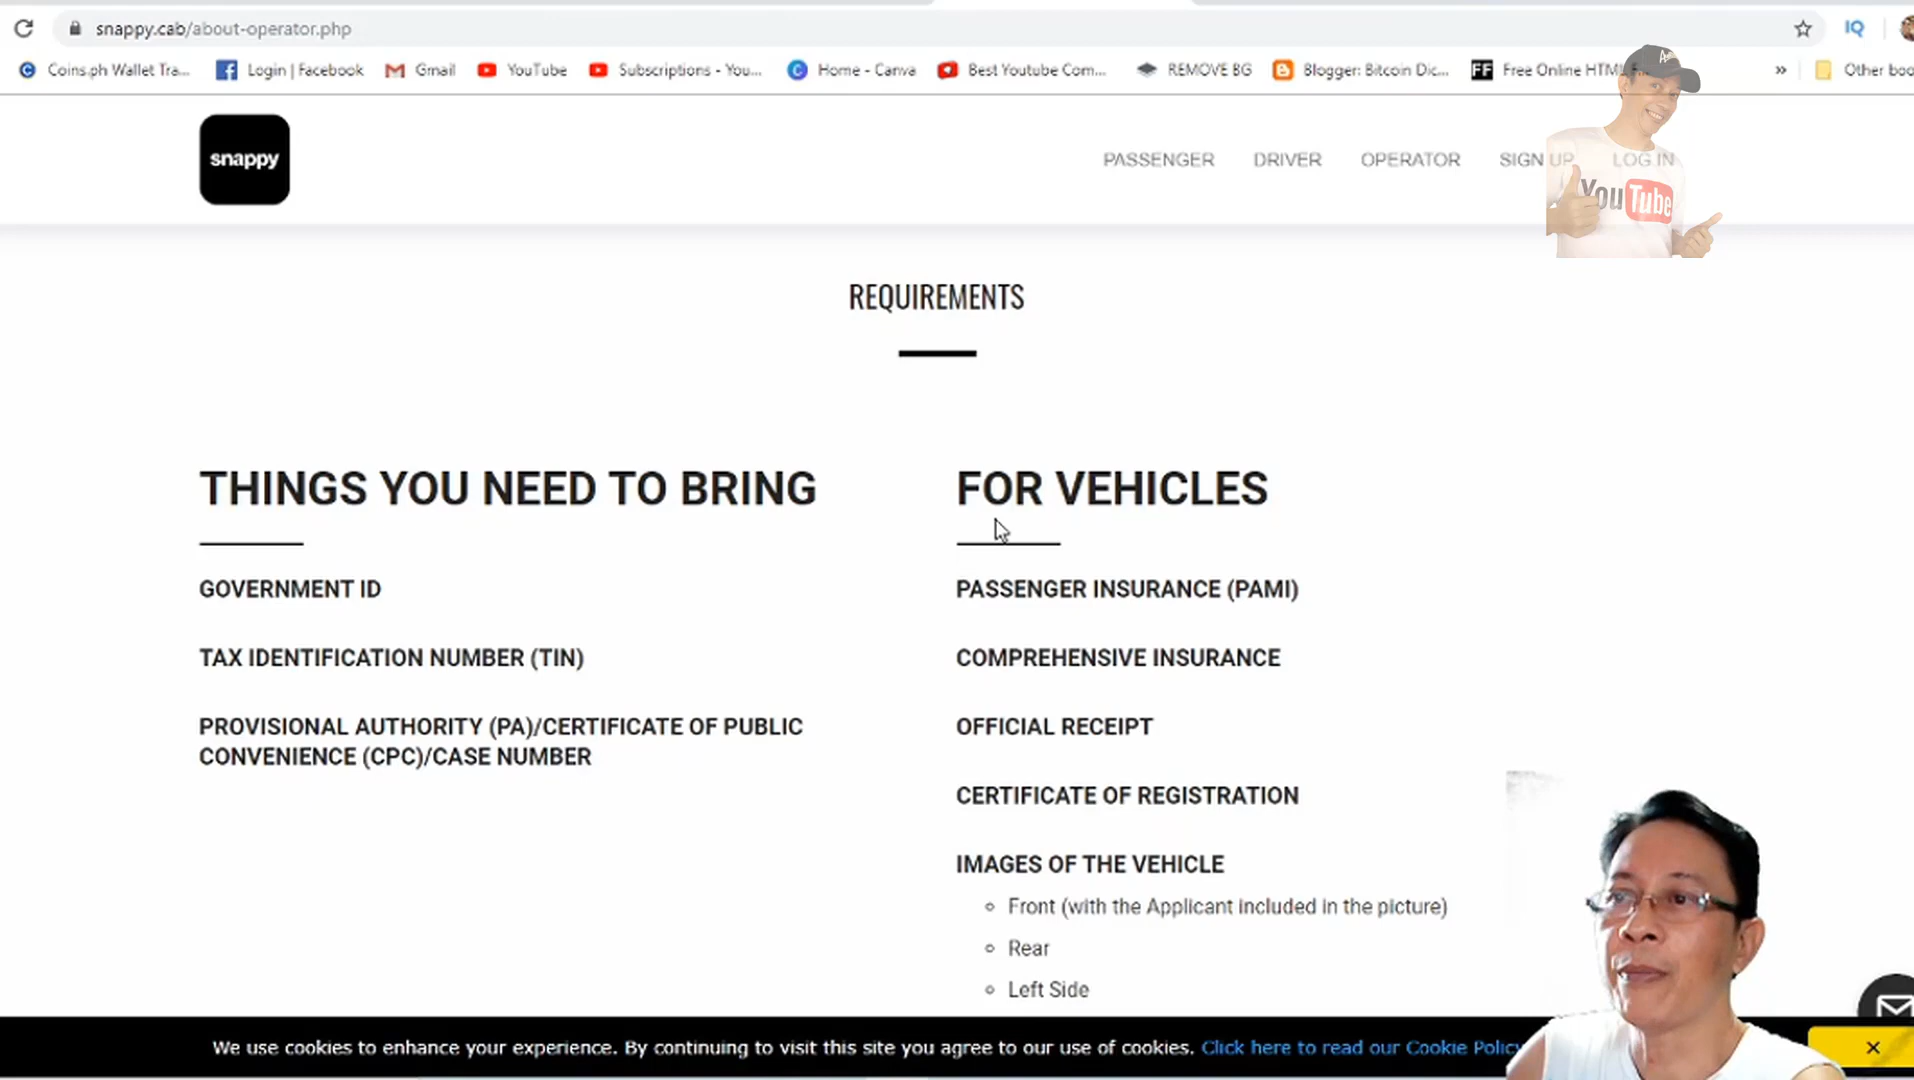 snappy.cab/about-operator.php
IQ
Coins.ph Wallet Tra...
Login | Facebook
Gmail
YouTube
Subscriptions - You...
Home - Canva
Best Youtube Com...
REMOVE BG
Blogger: Bitcoin Dic...
FF
Free Online HTML
»
Other boo
snappy
PASSENGER
DRIVER
OPERATOR
SIGN UP
LOG IN
YouTube
REQUIREMENTS
THINGS YOU NEED TO BRING
GOVERNMENT ID
TAX IDENTIFICATION NUMBER (TIN)
PROVISIONAL AUTHORITY (PA)/CERTIFICATE OF PUBLIC
CONVENIENCE (CPC)/CASE NUMBER
FOR VEHICLES
PASSENGER INSURANCE (PAMI)
COMPREHENSIVE INSURANCE
OFFICIAL RECEIPT
CERTIFICATE OF REGISTRATION
IMAGES OF THE VEHICLE
Front (with the Applicant included in the picture)
Rear
Left Side
We use cookies to enhance your experience. By continuing to visit this site you agree to our use of cookies. Click here to read our Cookie Policy